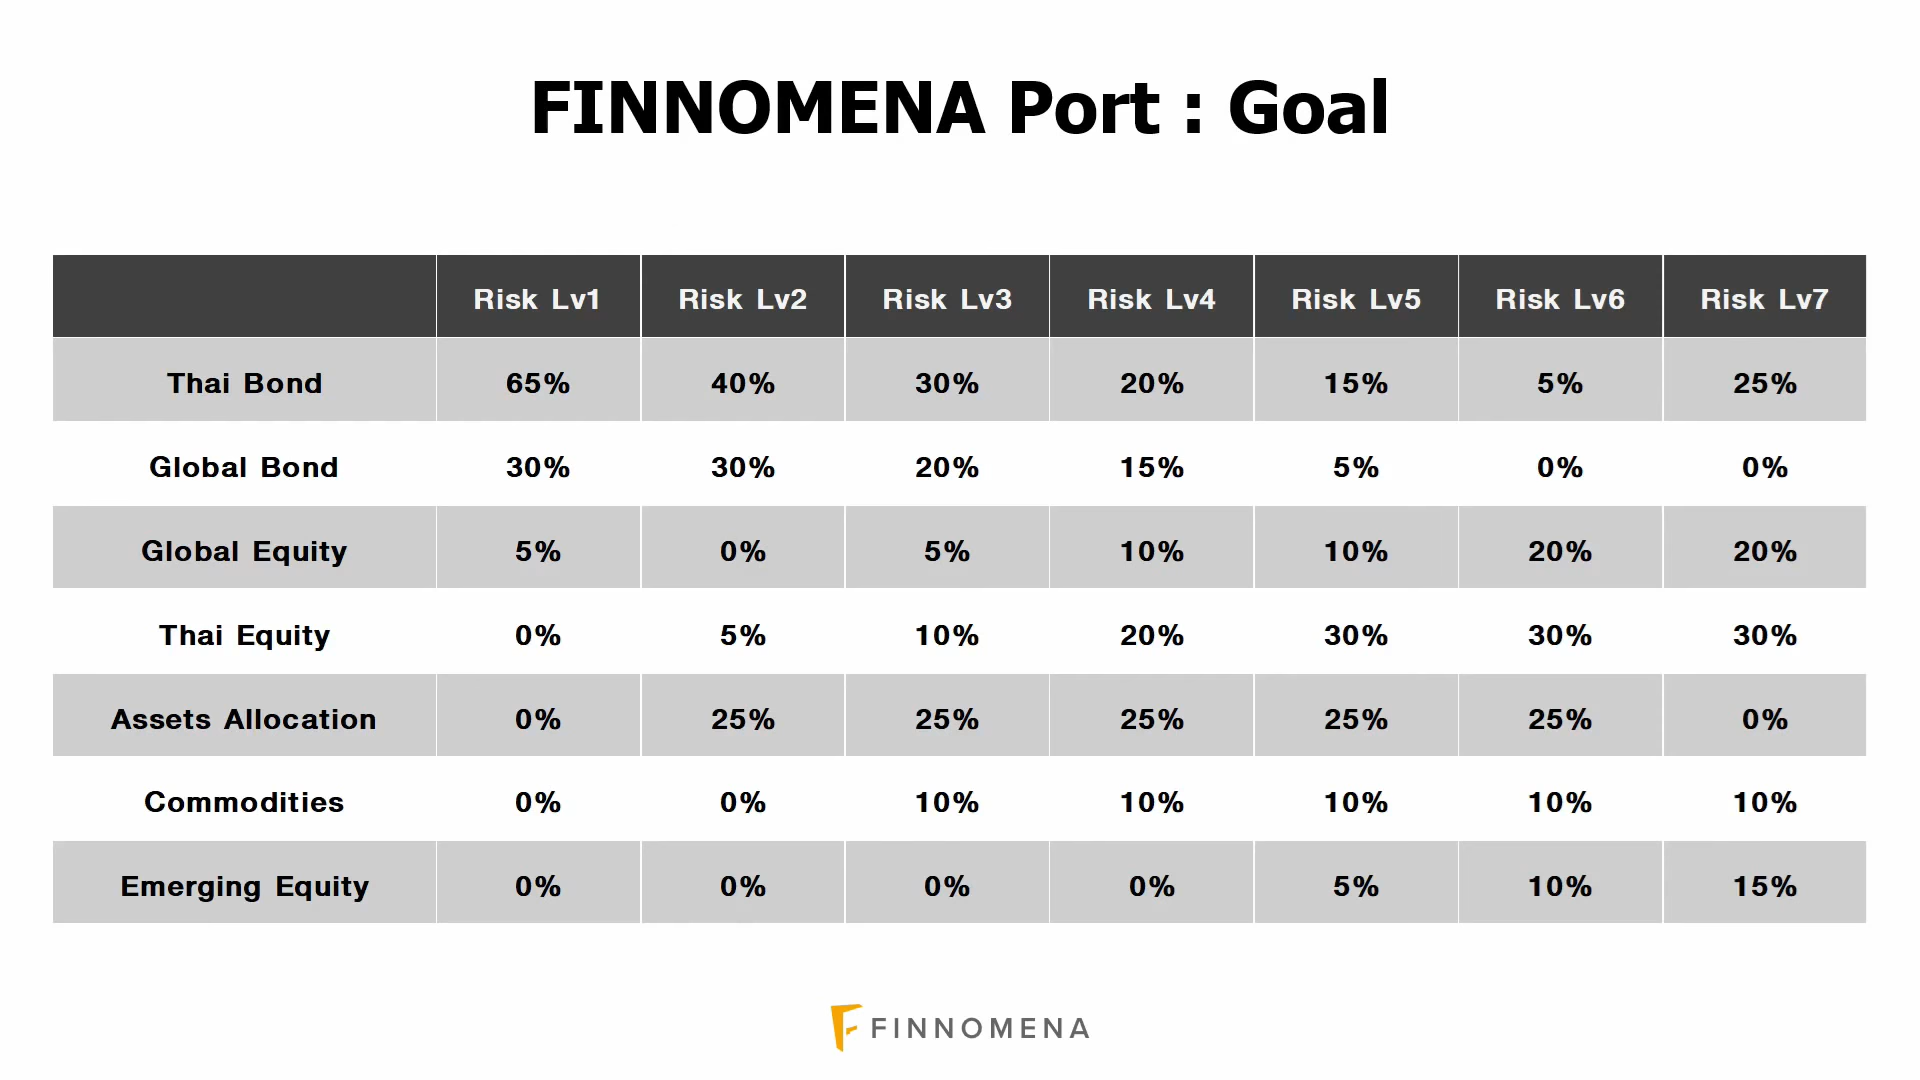 FINNOMENA Port : Goal
Risk Lv1 Risk Lv2 Risk Lv3 Risk Lv4 Risk Lv5 Risk Lv6 Risk Lv7
Thai Bond 65% 40% 30% 20% 15% 5% 25%
Global Bond 30% 30% 20% 15% 5% 0% 0%
Global Equity 5% 0% 5% 10% 10% 20% 20%
Thai Equity 0% 5% 10% 20% 30% 30% 30%
Assets Allocation 0% 25% 25% 25% 25% 25% 0%
Commodities 0% 0% 10% 10% 10% 10% 10%
Emerging Equity 0% 0% 0% 0% 5% 10% 15%
FINNOMENA